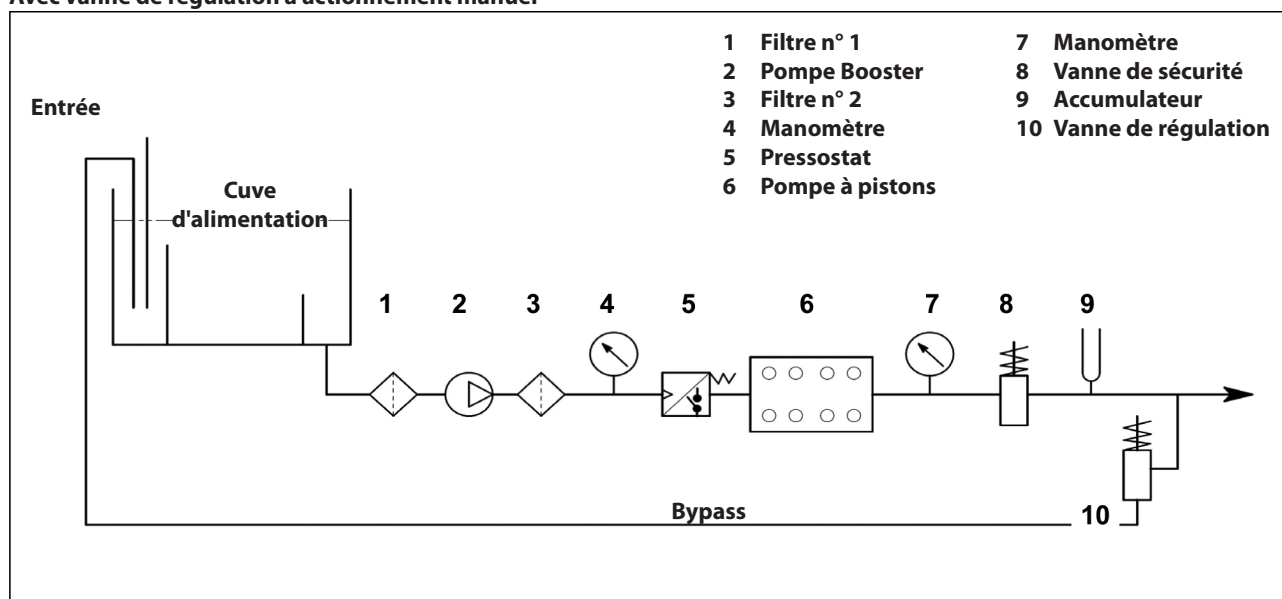 Avec vanne de régulation à actionnement manuel
1 Filtre n° 1
2 Pompe Booster
3 Filtre n° 2
4 Manomètre
5 Pressostat
6 Pompe à pistons
7 Manomètre
8 Vanne de sécurité
9 Accumulateur
10 Vanne de régulation
Entrée
Cuve
d'alimentation
1 2 3 4 5 6 7 8 9
Bypass
10